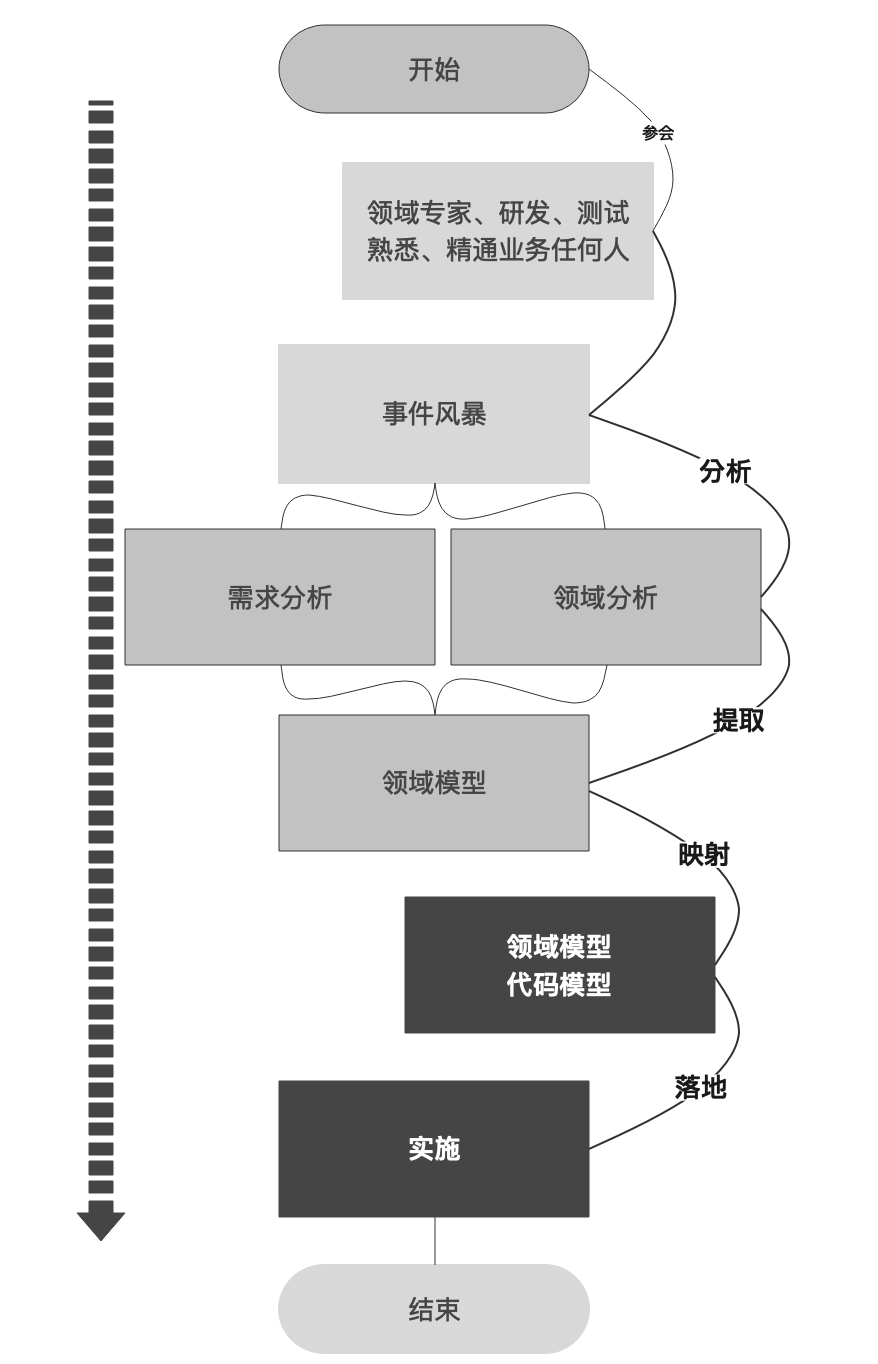 开始
参会
领域专家、研发、测试
熟悉、精通业务任何人
事件风暴
分析
需求分析
领域分析
提取
领域模型
映射
领域模型
代码模型
落地
实施
结束